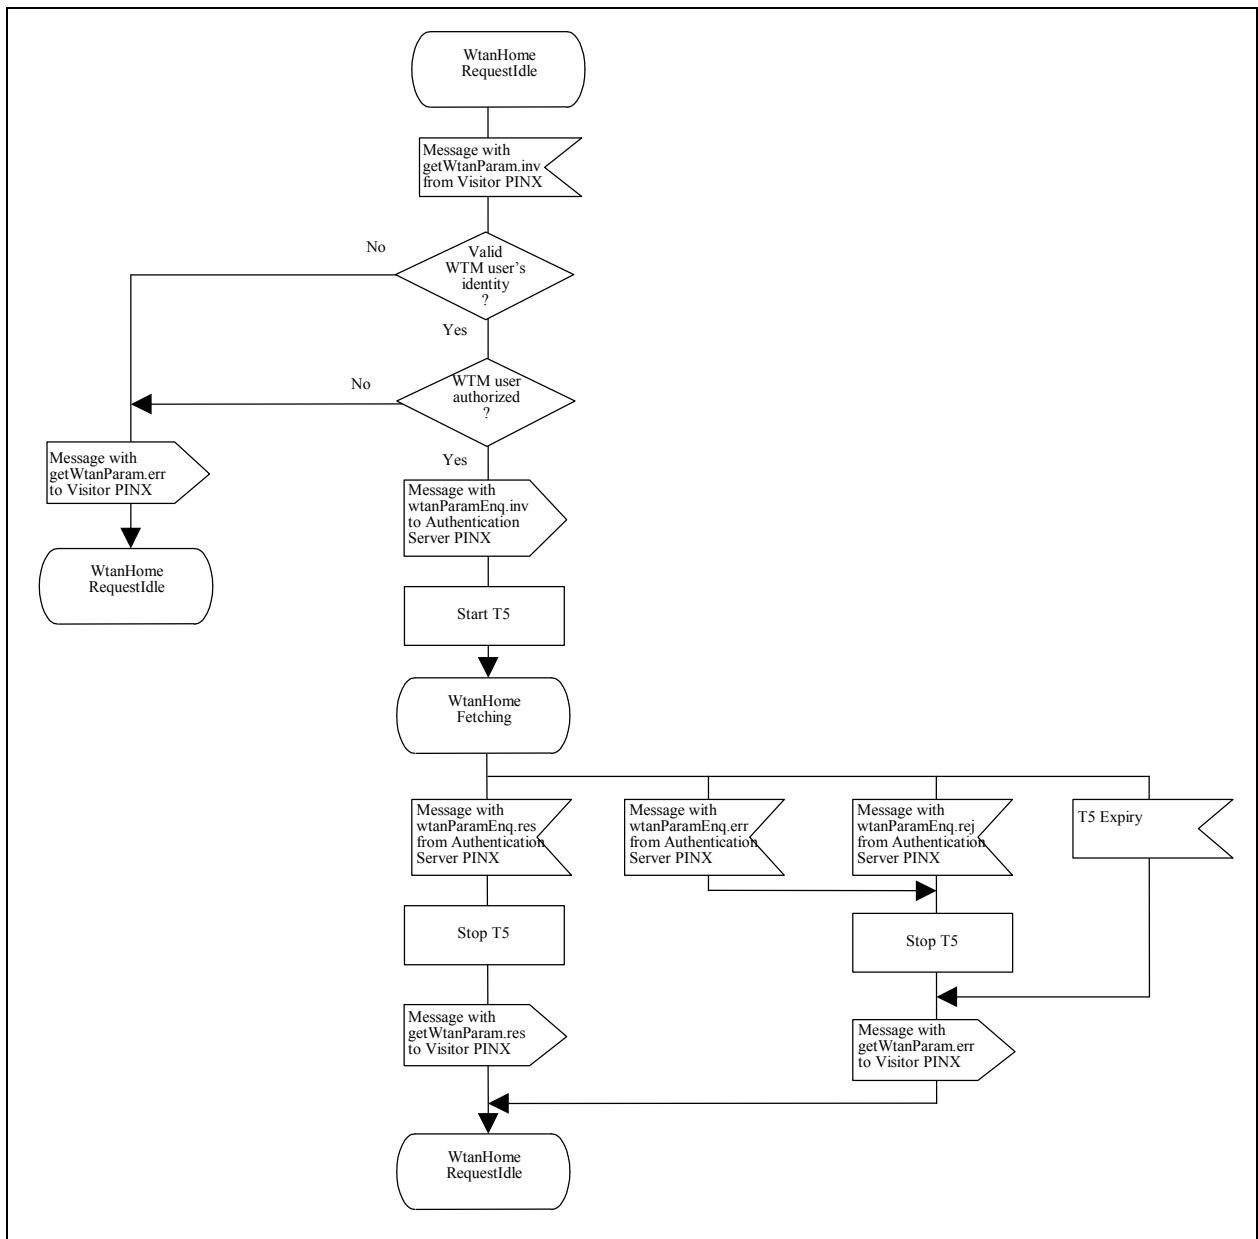 WtanHome
RequestIdle
Message with
getWtanParam.inv
from Visitor PINX
No
Valid
WTM user's
identity
?
Yes
No
WTM user
authorized
?
Message with
getWtanParam.err
to Visitor PINX
Yes
Message with
wtanParamEnq.inv
to Authentication
Server PINX
WtanHome
RequestIdle
Start T5
WtanHome
Fetching
Message with
wtanParamEnq.res
from Authentication
Server PINX
Message with
wtanParamEnq.err
from Authentication
Server PINX
Message with
wtanParamEnq.rej
from Authentication
Server PINX
T5 Expiry
Stop T5
Stop T5
Message with
getWtanParam.res
to Visitor PINX
Message with
getWtanParam.err
to Visitor PINX
WtanHome
RequestIdle